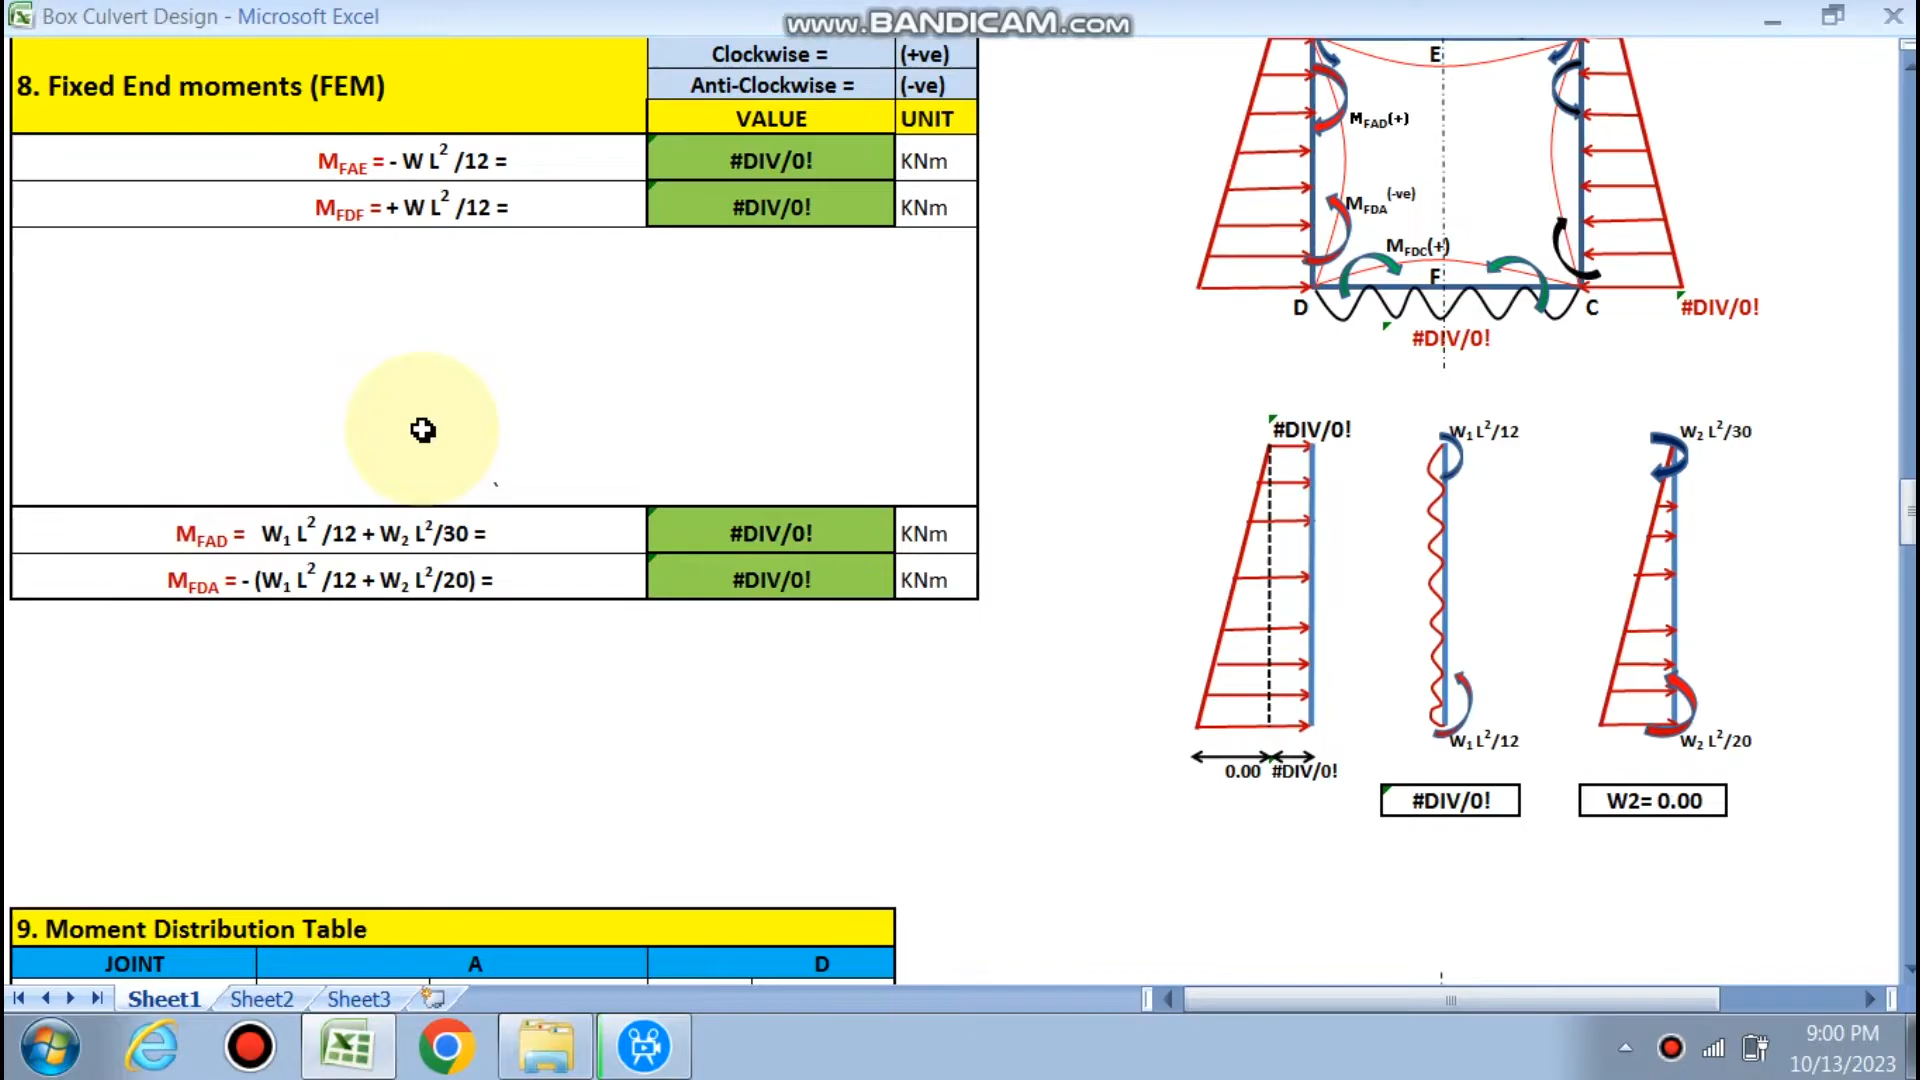 Box Culvert Design - Microsoft Excel
www.BANDICAM.com
8. Fixed End moments (FEM)
Clockwise = (+ve)
Anti-Clockwise = (-ve)
VALUE UNIT
MFAE = - W L² /12 = #DIV/0! KNm
MFDF = + W L² /12 = #DIV/0! KNm
MFAD = W₁ L² /12 + W₂ L²/30 = #DIV/0! KNm
MFDA = - (W₁ L² /12 + W₂ L²/20) = #DIV/0! KNm
E
MFAD(+)
MFDA(-ve)
MFDC(+)
F
D C #DIV/0!
#DIV/0!
#DIV/0! W₁ L²/12 W₂ L²/30
W₁ L²/12 W₂ L²/20
0.00 #DIV/0!
#DIV/0! W2= 0.00
9. Moment Distribution Table
JOINT A D
Sheet1 Sheet2 Sheet3
9:00 PM
10/13/2023